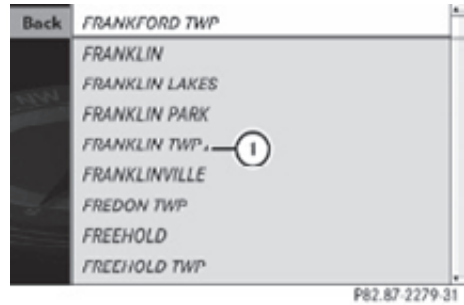 Back
FRANKFORD TWP
FRANKLIN
FRANKLIN LAKES
FRANKLIN PARK
FRANKLIN TWP.
1
FRANKLINVILLE
FREDON TWP
FREEHOLD
FREEHOLD TWP
NW
P82.87-2279-31